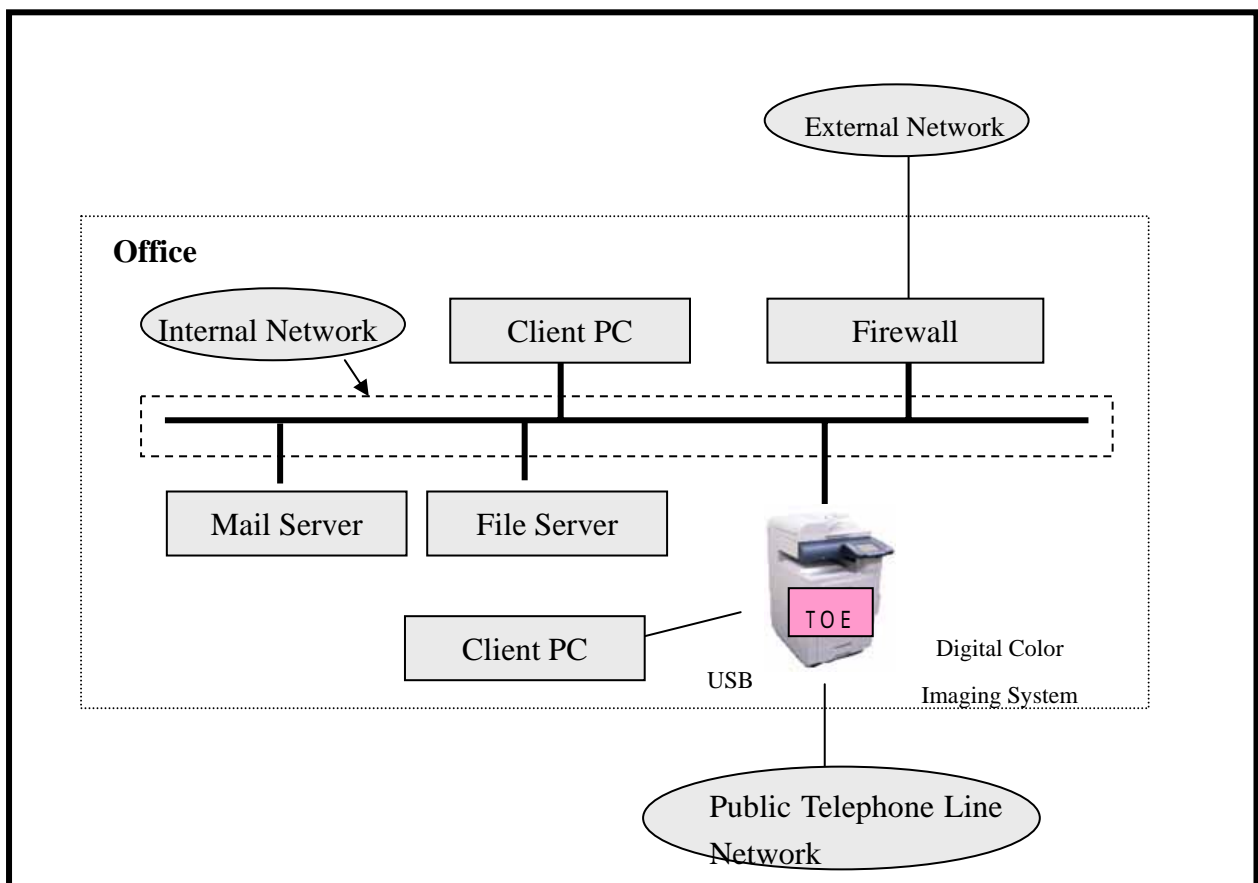 External Network
Office
Internal Network
Client PC
Firewall
Mail Server
File Server
TOE
Client PC
USB
Digital Color
Imaging System
Public Telephone Line
Network